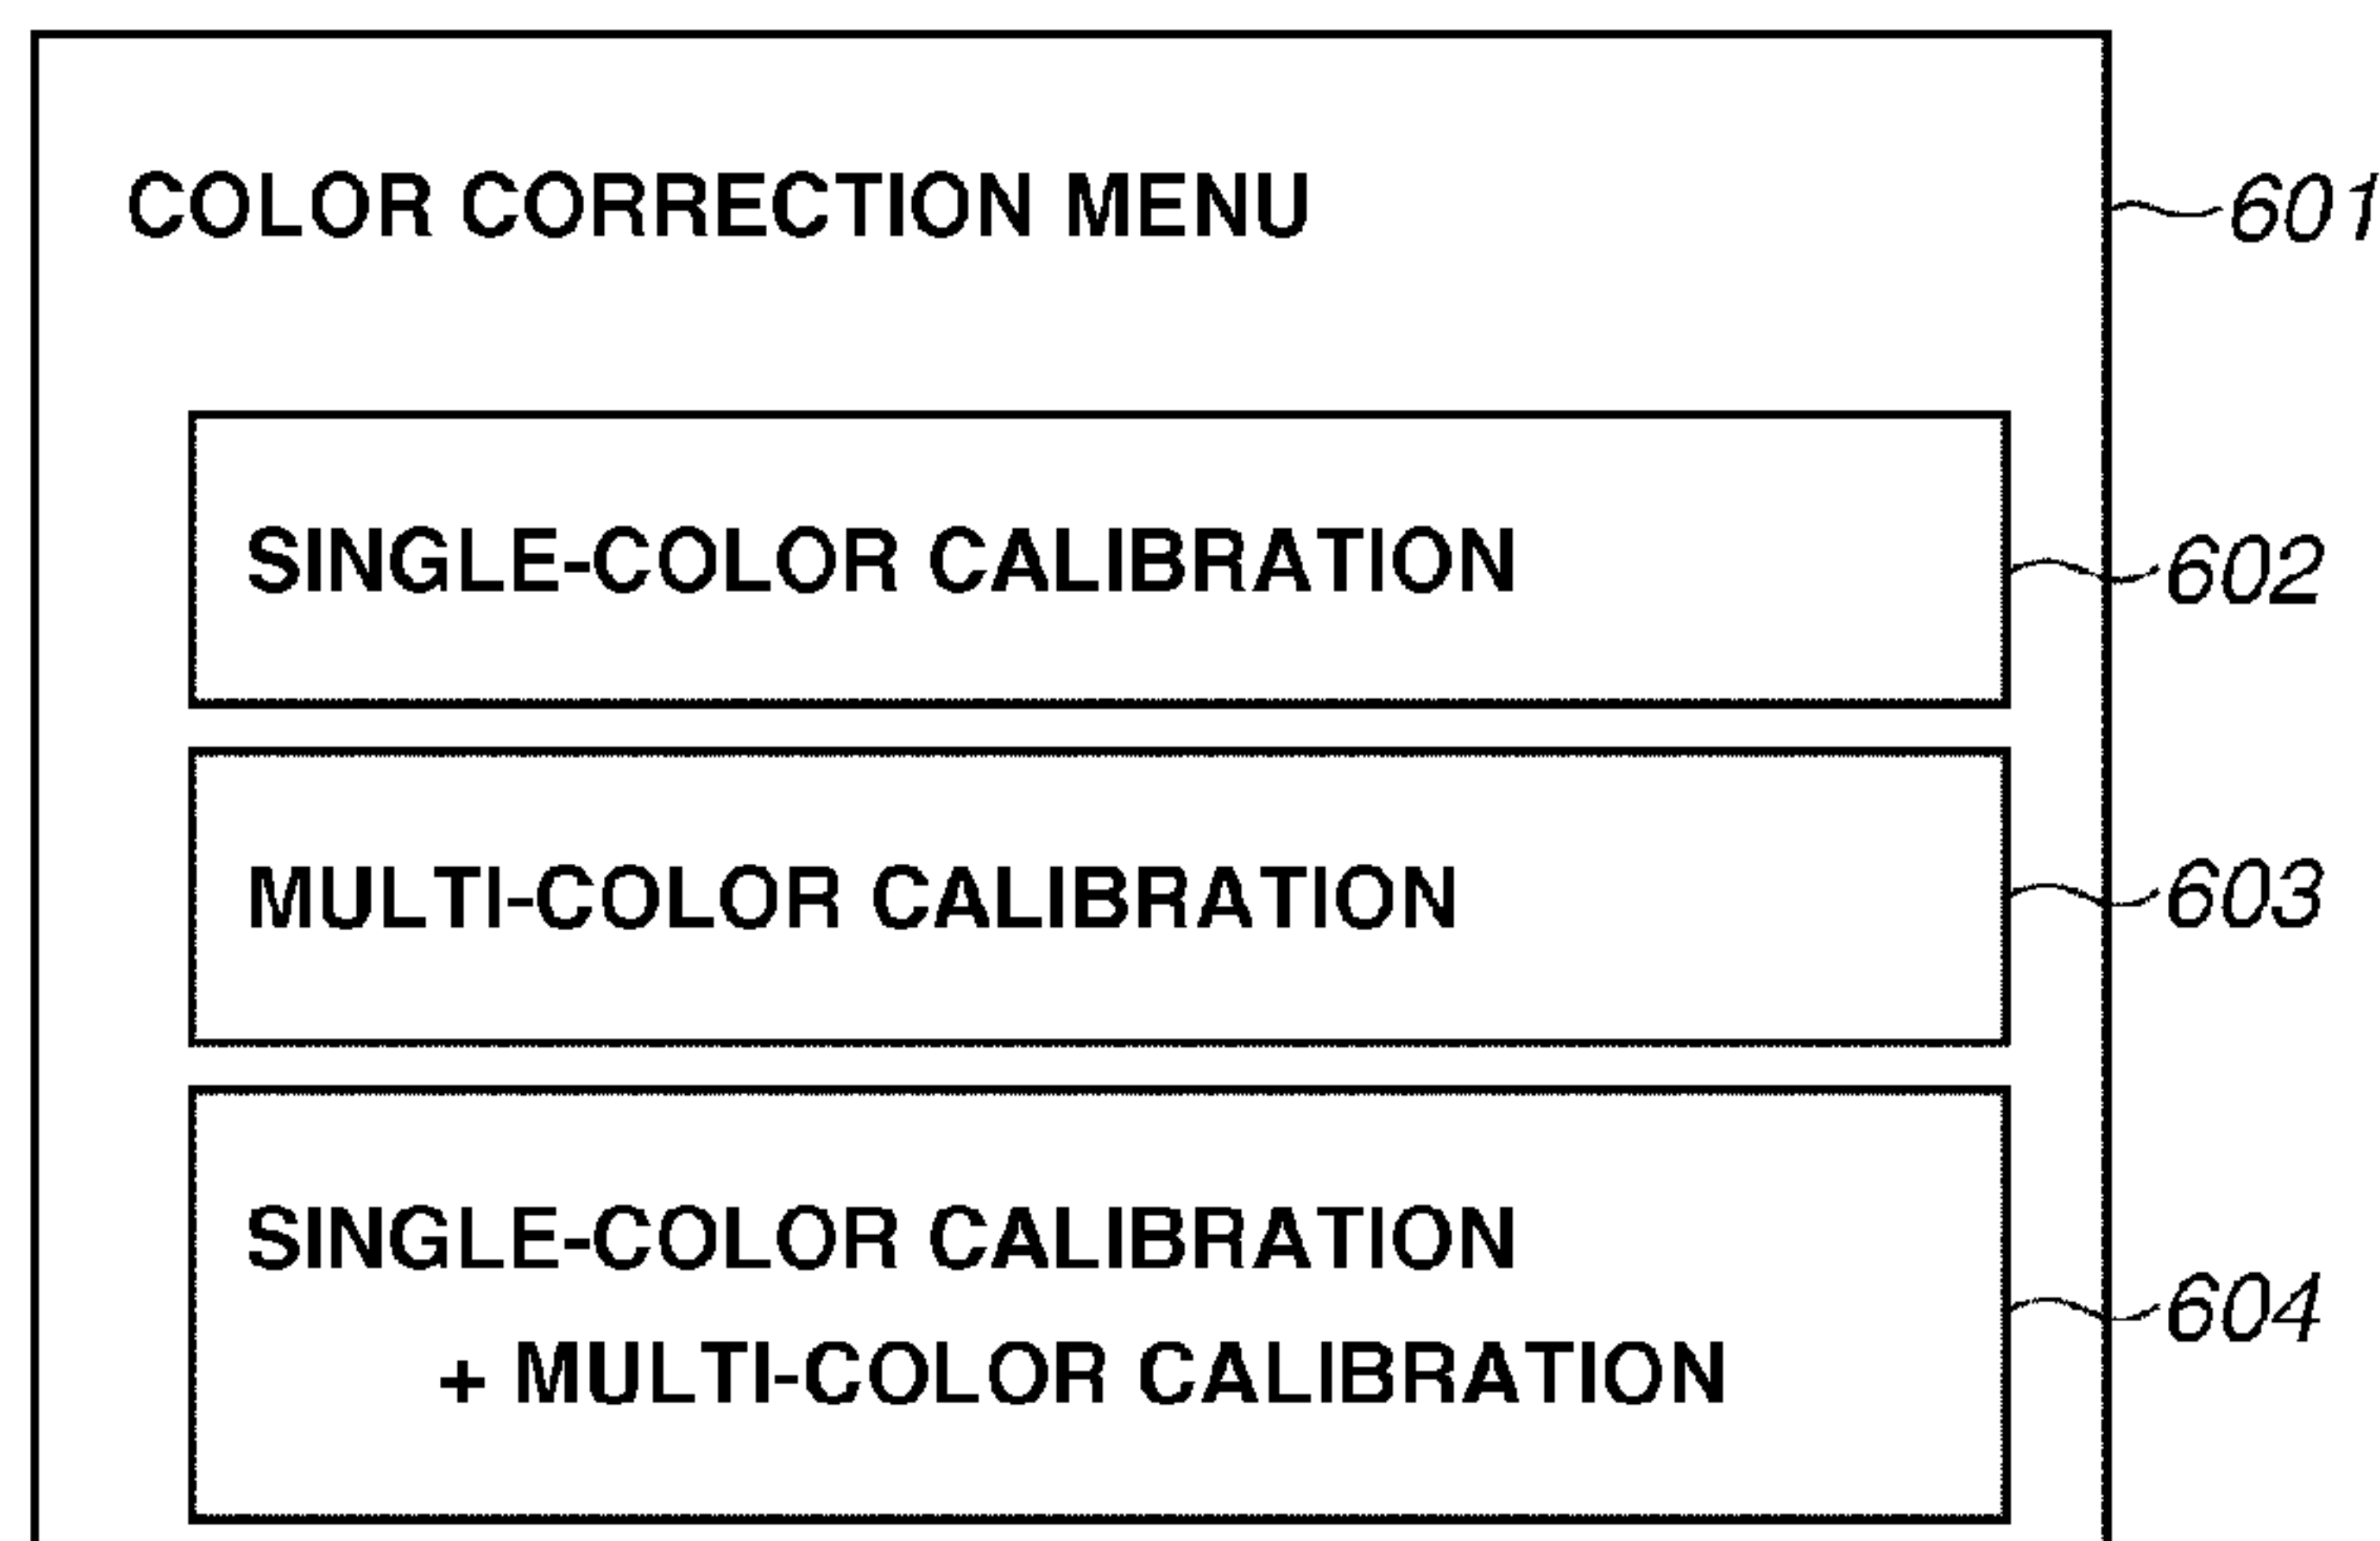 COLOR CORRECTION MENU 601
SINGLE-COLOR CALIBRATION 602
MULTI-COLOR CALIBRATION 603
SINGLE-COLOR CALIBRATION
604
+ MULTI-COLOR CALIBRATION